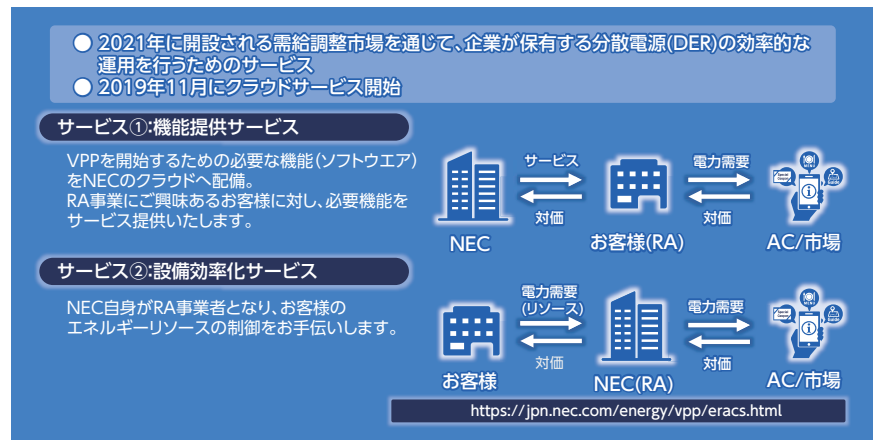 ○ 2021年に開設される需給調整市場を通じて、企業が保有する分散電源(DER)の効率的な
運用を行うためのサービス
○ 2019年11月にクラウドサービス開始
サービス①:機能提供サービス
VPPを開始するための必要な機能(ソフトウエア)
をNECのクラウドへ配備。
RA事業にご興味あるお客様に対し、必要機能を
サービス提供いたします。
サービス
対価
電力需要
対価
NEC
お客様(RA)
AC/市場
サービス②:設備効率化サービス
NEC自身がRA事業者となり、お客様の
エネルギーリソースの制御をお手伝いします。
電力需要
(リソース)
対価
電力需要
対価
お客様
NEC(RA)
AC/市場
https://jpn.nec.com/energy/vpp/eracs.html